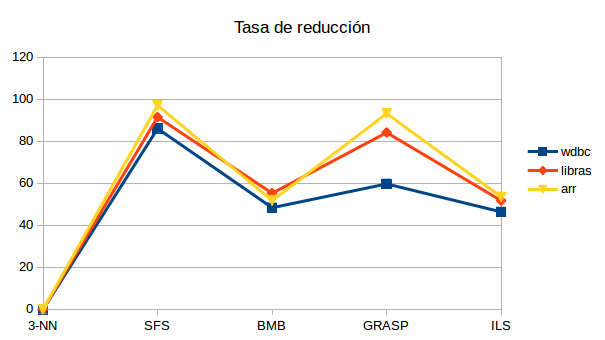 Tasa de reducción
120
100
80
60
40
20
0
3-NN SFS BMB GRASP ILS
wdbc
libras
arr